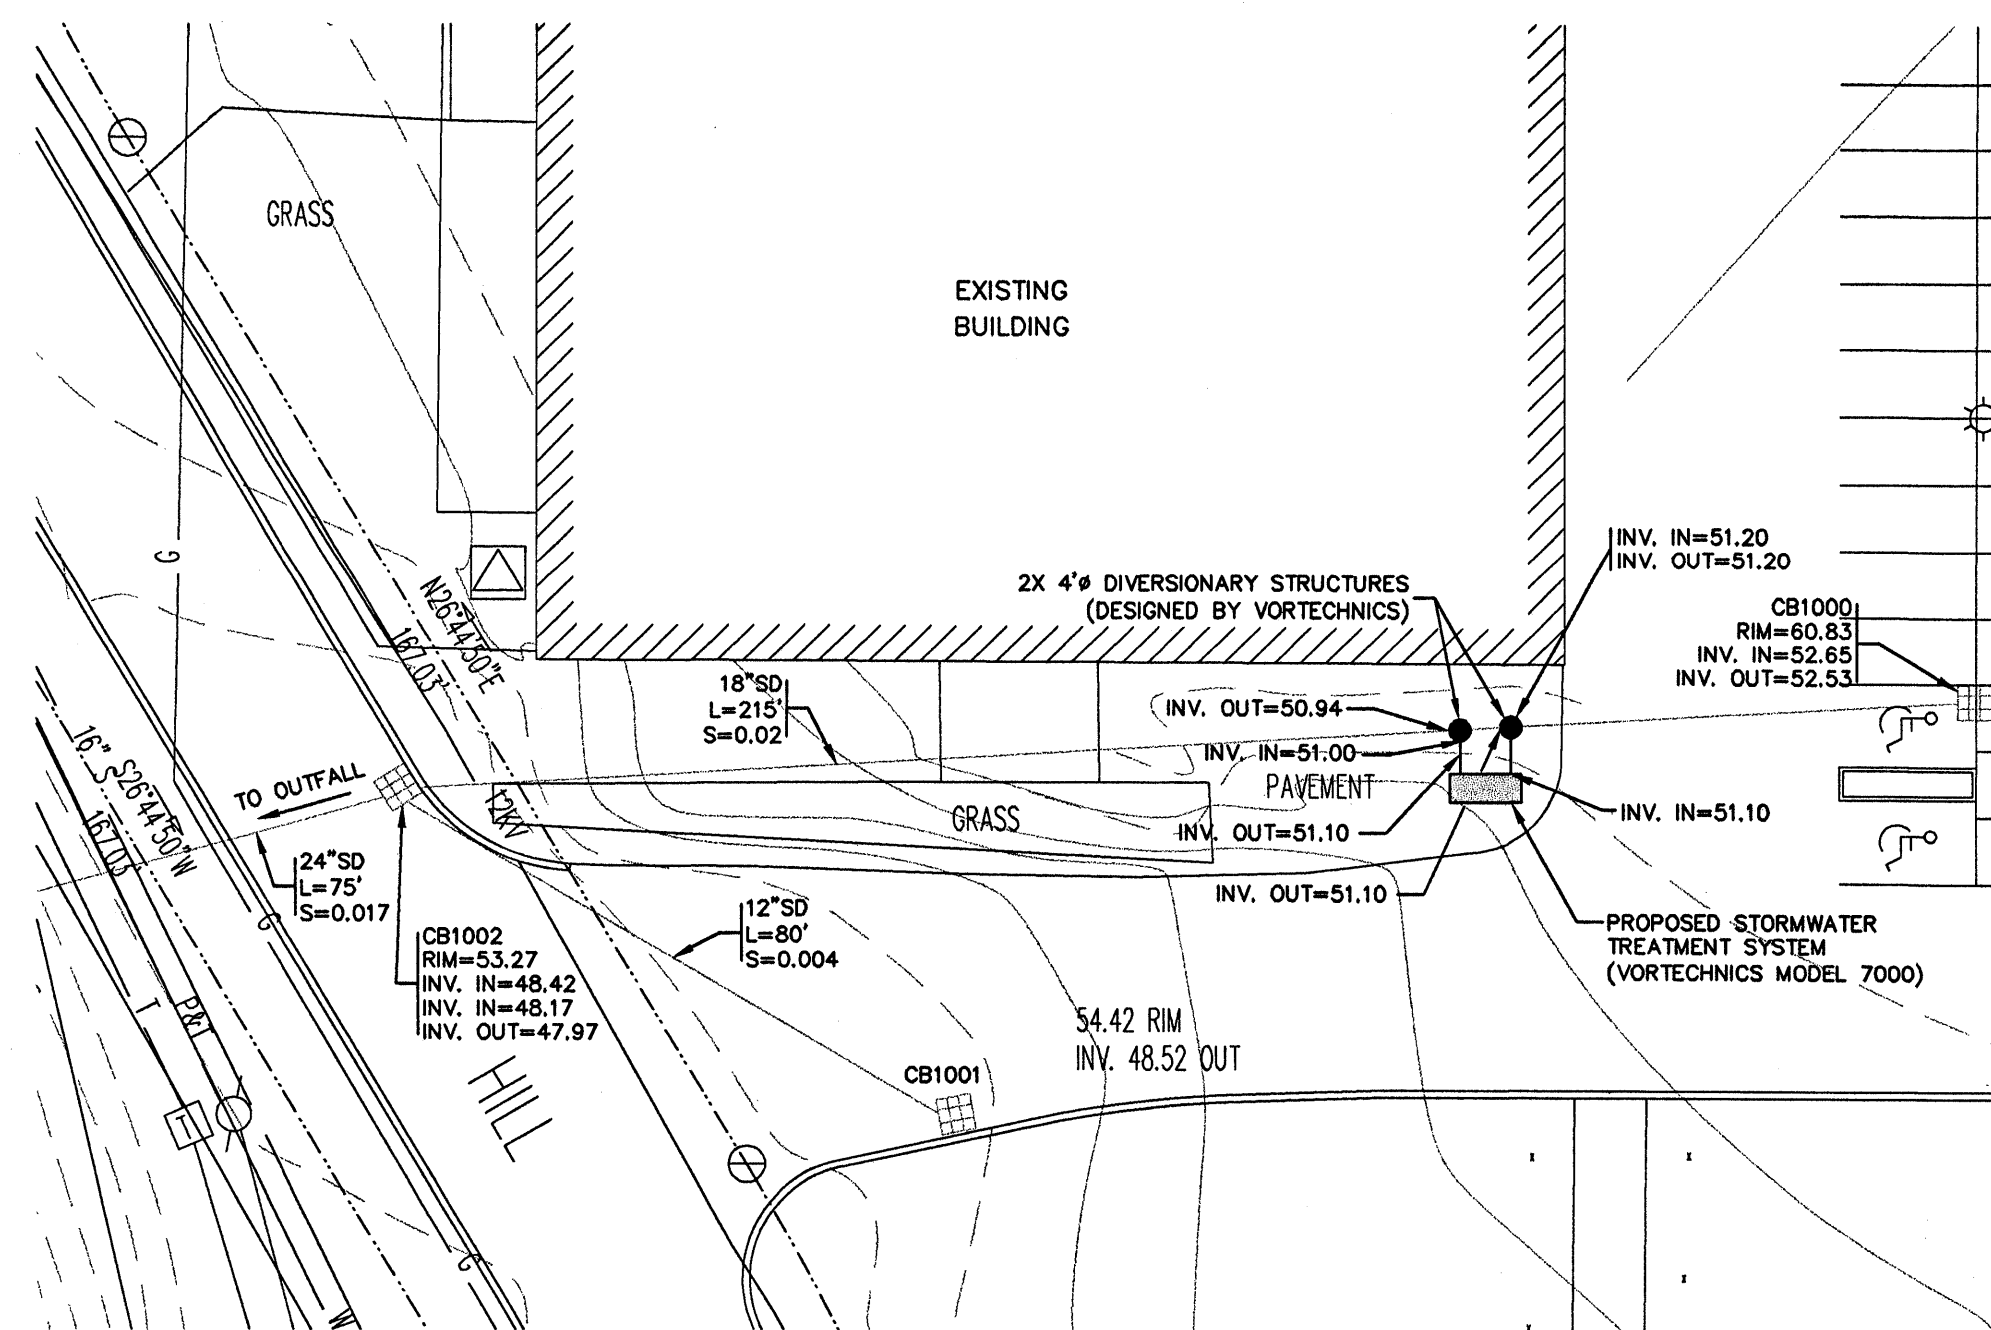 GRASS
EXISTING
BUILDING
G
N26°44'50"E
167.03'
2X 4'ø DIVERSIONARY STRUCTURES
(DESIGNED BY VORTECHNICS)
INV. IN=51.20
INV. OUT=51.20
CB1000
RIM=60.83
INV. IN=52.65
INV. OUT=52.53
18"SD
L=215'
S=0.02
INV. OUT=50.94
INV. IN=51.00
PAVEMENT
INV. OUT=51.10
INV. IN=51.10
INV. OUT=51.10
GRASS
12KV
TO OUTFALL
16" S
S26°44'50"W
167.03'
24"SD
L=75'
S=0.017
G
12"SD
L=80'
S=0.004
CB1002
RIM=53.27
INV. IN=48.42
INV. IN=48.17
INV. OUT=47.97
PROPOSED STORMWATER
TREATMENT SYSTEM
(VORTECHNICS MODEL 7000)
54.42 RIM
INV. 48.52 OUT
CB1001
T
P&T
HILL
T
G
W